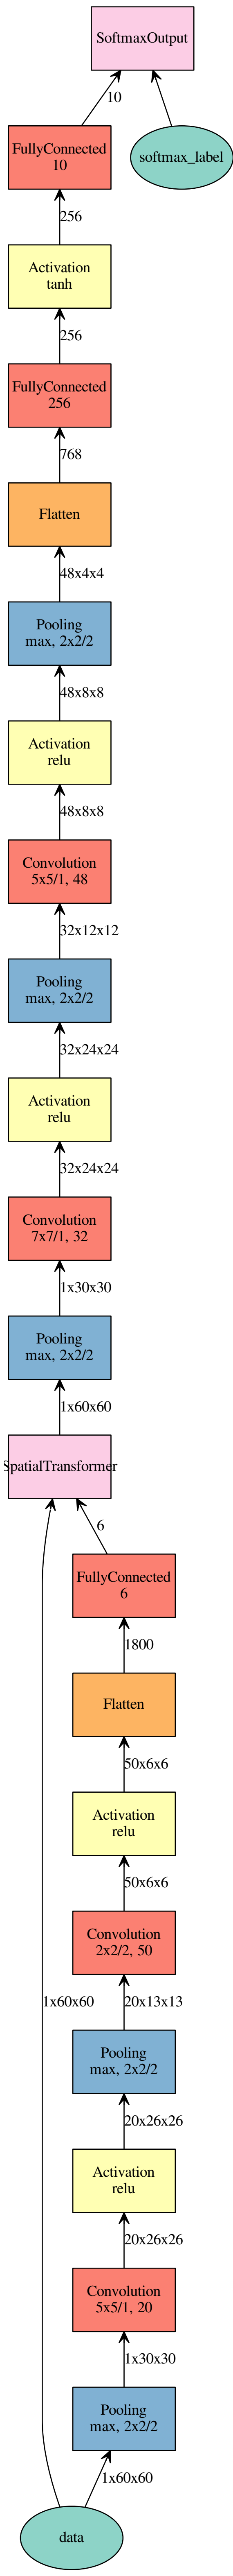 SoftmaxOutput
10
FullyConnected
10
softmax_label
256
Activation
tanh
256
FullyConnected
256
768
Flatten
48x4x4
Pooling
max, 2x2/2
48x8x8
Activation
relu
48x8x8
Convolution
5x5/1, 48
32x12x12
Pooling
max, 2x2/2
32x24x24
Activation
relu
32x24x24
Convolution
7x7/1, 32
1x30x30
Pooling
max, 2x2/2
1x60x60
SpatialTransformer
6
FullyConnected
6
1800
Flatten
50x6x6
Activation
relu
50x6x6
Convolution
2x2/2, 50
1x60x60
20x13x13
Pooling
max, 2x2/2
20x26x26
Activation
relu
20x26x26
Convolution
5x5/1, 20
1x30x30
Pooling
max, 2x2/2
1x60x60
data